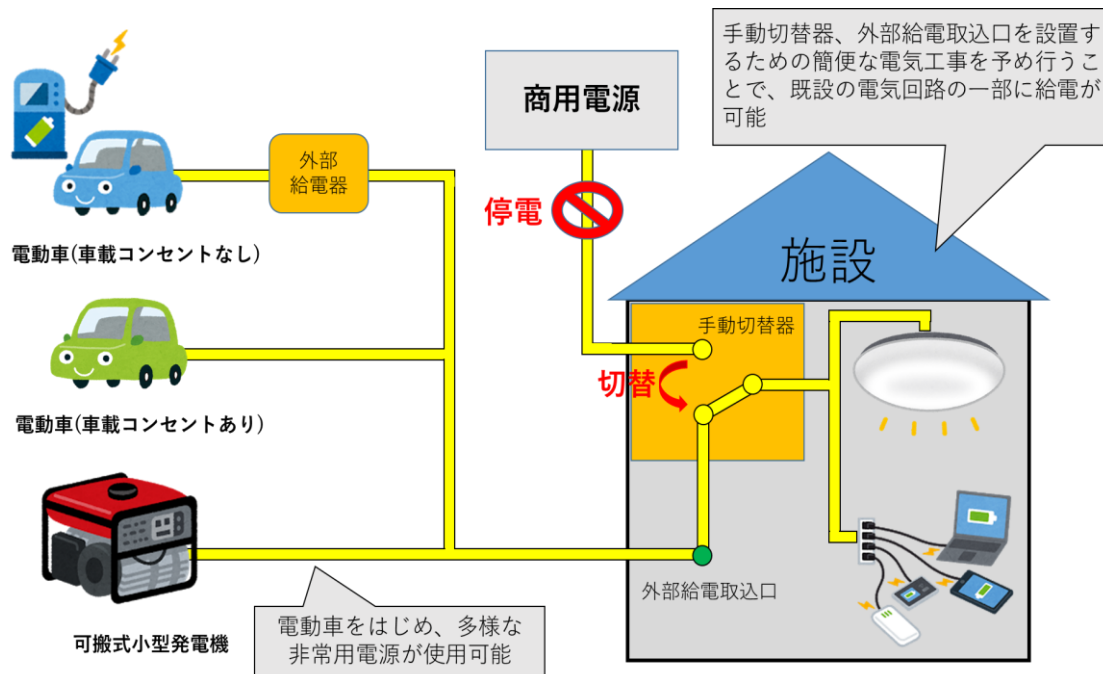 手動切替器、外部給電取込口を設置す
るための簡便な電気工事を予め行うこ
とで、既設の電気回路の一部に給電が
可能
商用電源
外部
給電器
停電
電動車(車載コンセントなし)
施設
手動切替器
切替
電動車(車載コンセントあり)
外部給電取込口
可搬式小型発電機
電動車をはじめ、多様な
非常用電源が使用可能